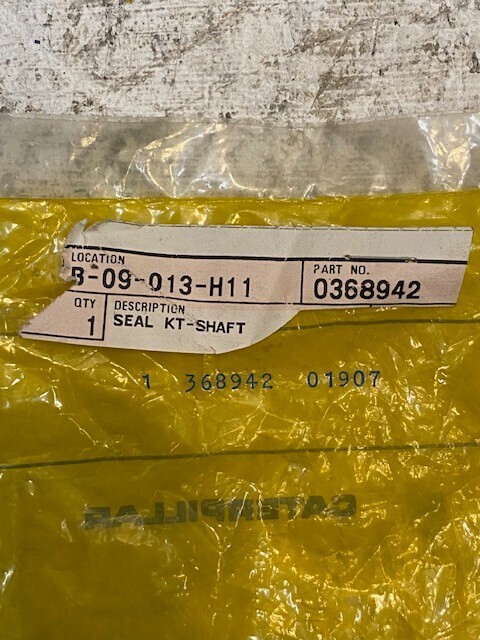 LOCATION
B-09-013-H11
PART NO.
0368942
QTY
1
DESCRIPTION
SEAL KT-SHAFT
1 368942 01907
CATERPILLAR